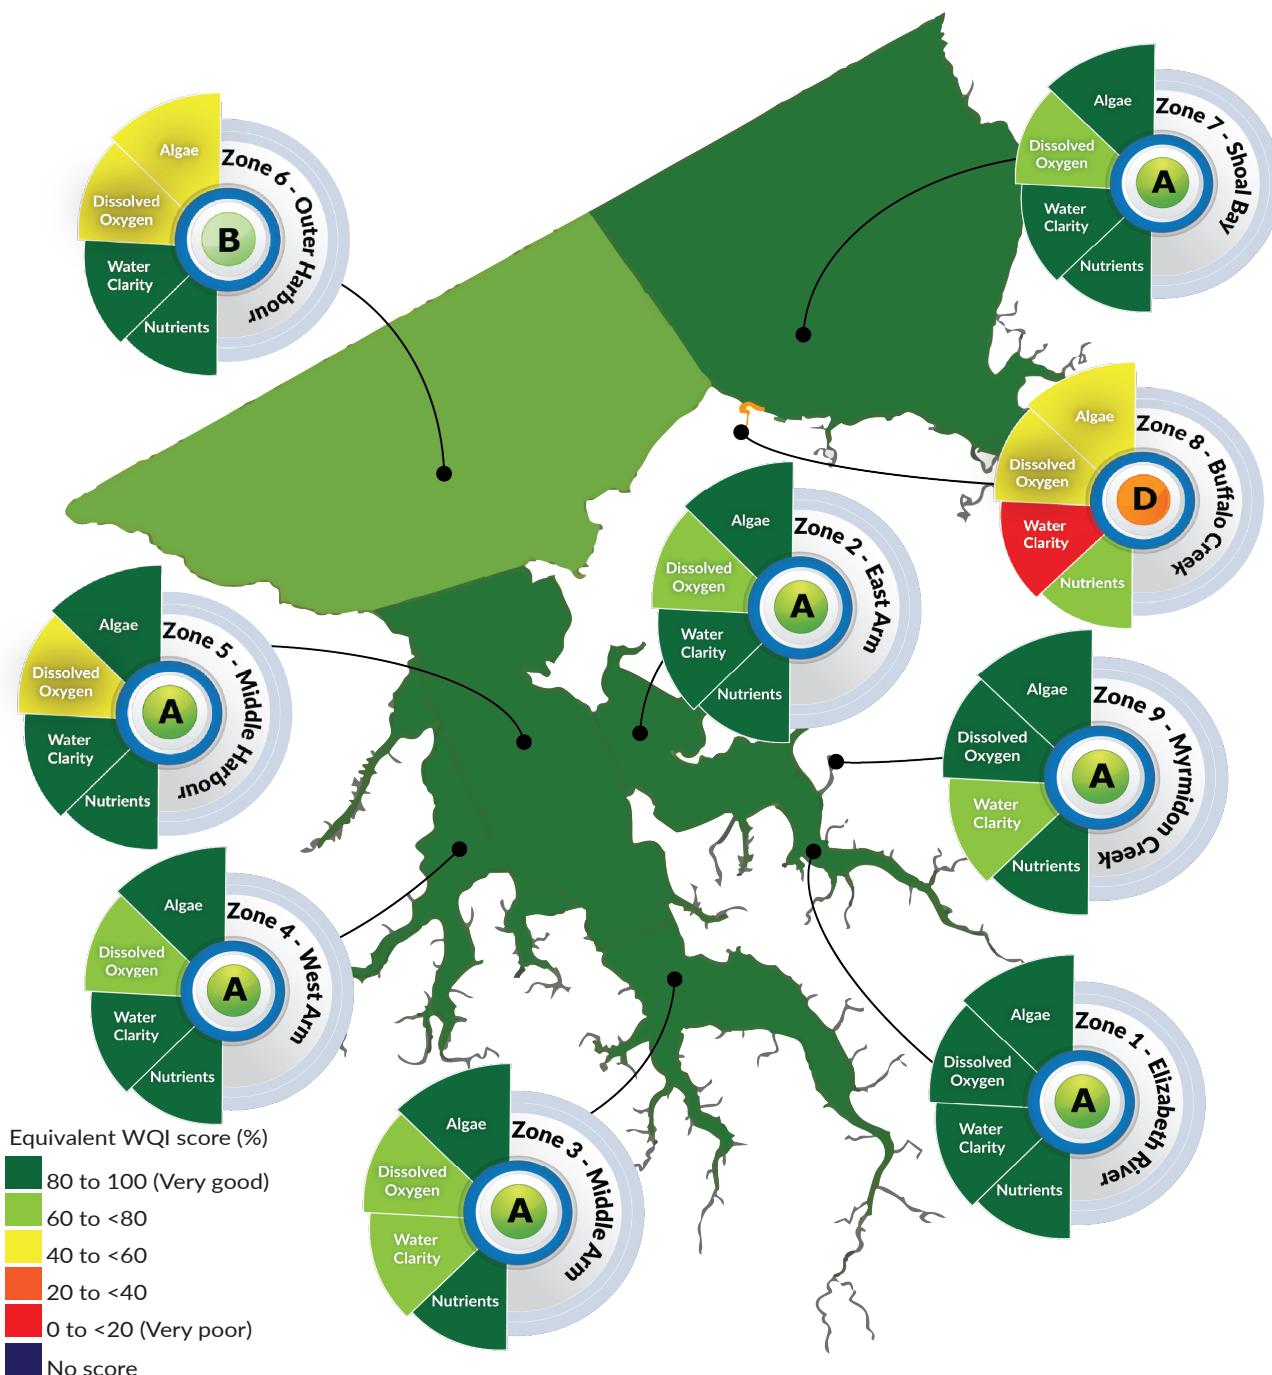 Algae
Dissolved
Oxygen
Water
Clarity
Nutrients
B
Zone 6 - Outer Harbour
Algae
Dissolved
Oxygen
Water
Clarity
Nutrients
A
Zone 7 - Shoal Bay
Algae
Dissolved
Oxygen
Water
Clarity
Nutrients
D
Zone 8 - Buffalo Creek
Algae
Dissolved
Oxygen
Water
Clarity
Nutrients
A
Zone 2 - East Arm
Algae
Dissolved
Oxygen
Water
Clarity
Nutrients
A
Zone 5 - Middle Harbour
Algae
Dissolved
Oxygen
Water
Clarity
Nutrients
A
Zone 9 - Myrmidon Creek
Algae
Dissolved
Oxygen
Water
Clarity
Nutrients
A
Zone 4 - West Arm
Algae
Dissolved
Oxygen
Water
Clarity
Nutrients
A
Zone 1 - Elizabeth River
Algae
Dissolved
Oxygen
Water
Clarity
Nutrients
A
Zone 3 - Middle Arm
Equivalent WQI score (%)
80 to 100 (Very good)
60 to <80
40 to <60
20 to <40
0 to <20 (Very poor)
No score